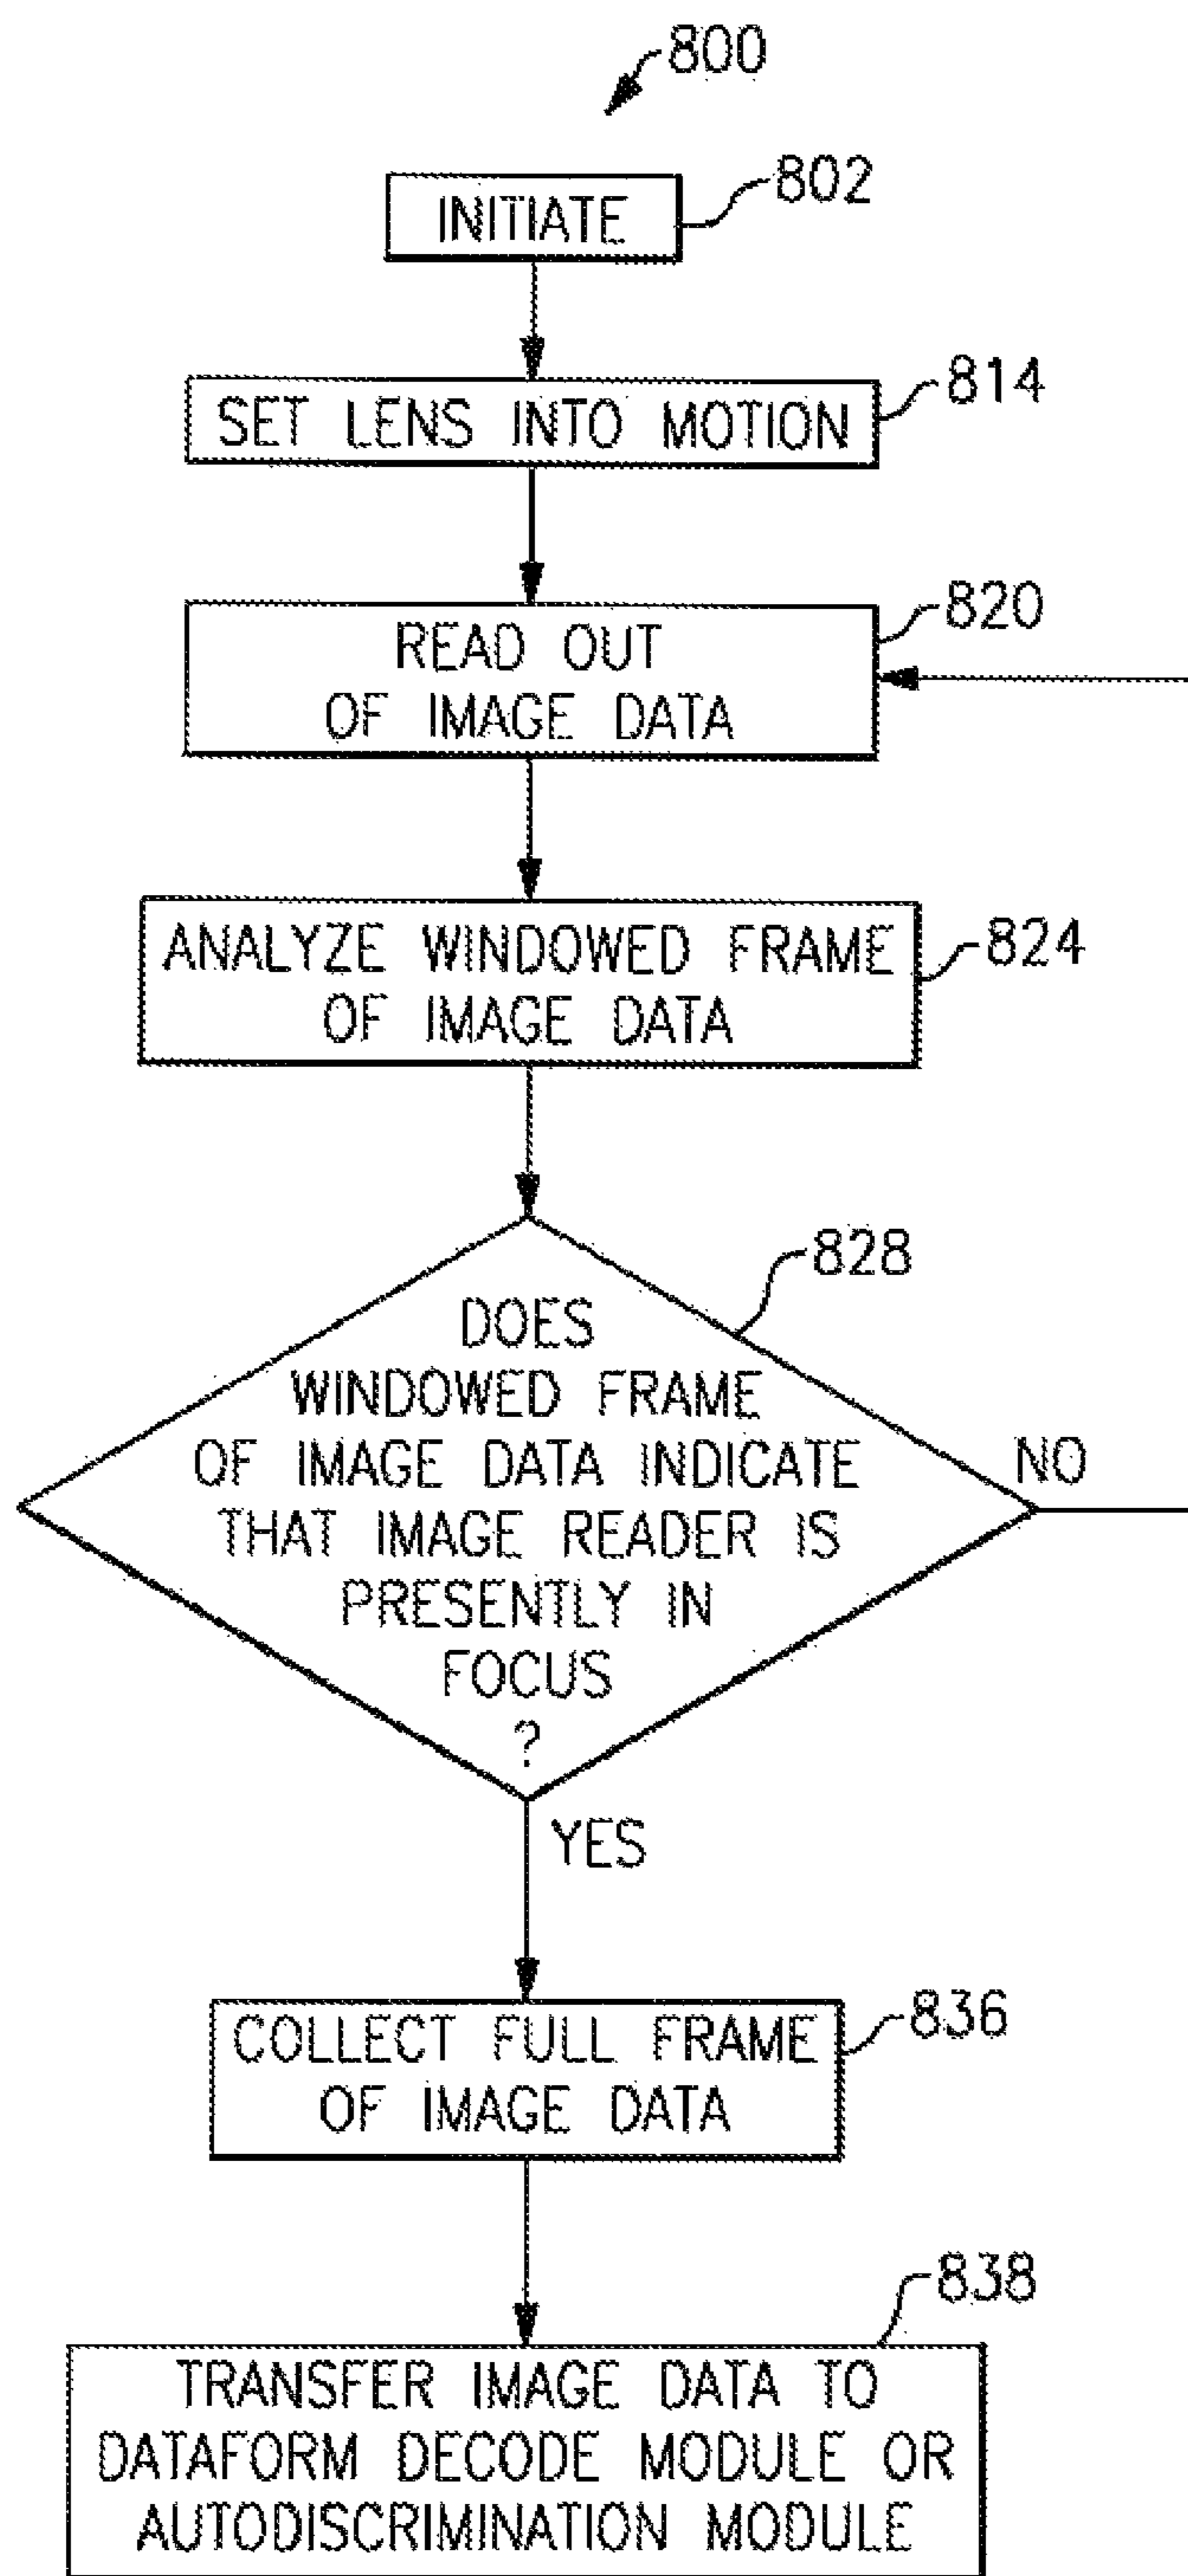 800
INITIATE
802
SET LENS INTO MOTION
814
READ OUT
OF IMAGE DATA
820
ANALYZE WINDOWED FRAME
OF IMAGE DATA
824
DOES
WINDOWED FRAME
OF IMAGE DATA INDICATE
THAT IMAGE READER IS
PRESENTLY IN
FOCUS
?
828
NO
YES
COLLECT FULL FRAME
OF IMAGE DATA
836
TRANSFER IMAGE DATA TO
DATAFORM DECODE MODULE OR
AUTODISCRIMINATION MODULE
838